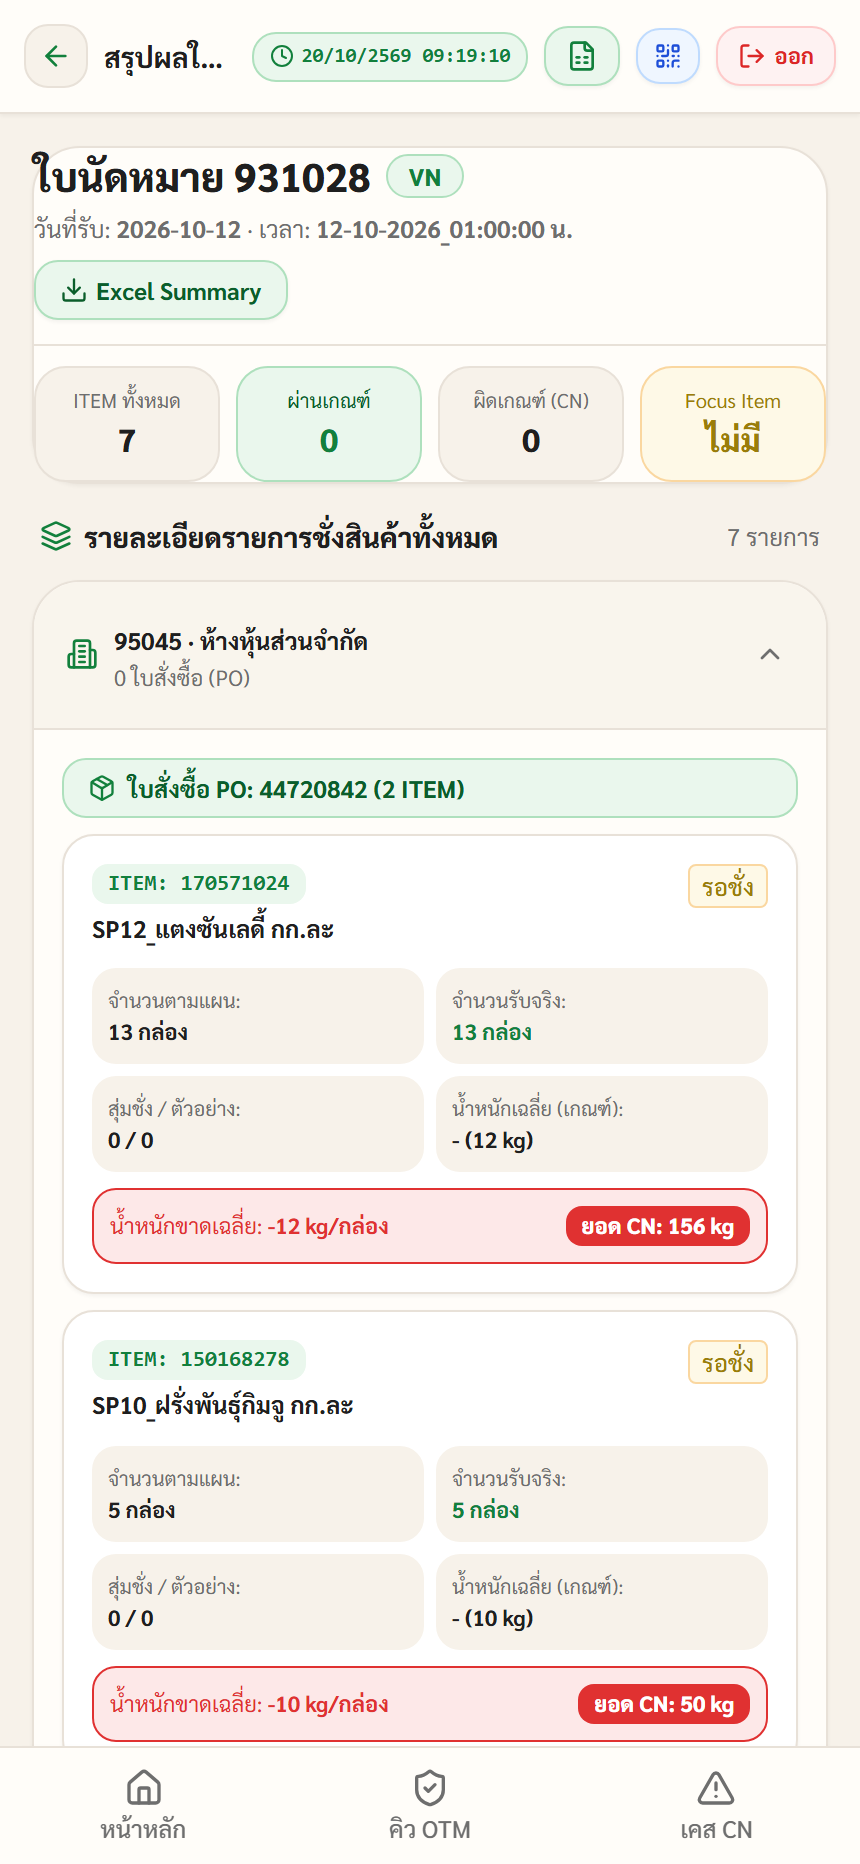 สรุปผลใ...
20/10/2569 09:19:10
ออก
ใบนัดหมาย 931028
VN
วันที่รับ: 2026-10-12 · เวลา: 12-10-2026_01:00:00 น.
Excel Summary
ITEM ทั้งหมด
7
ผ่านเกณฑ์
0
ผิดเกณฑ์ (CN)
0
Focus Item
ไม่มี
รายละเอียดรายการชั่งสินค้าทั้งหมด
7 รายการ
95045 · ห้างหุ้นส่วนจำกัด
0 ใบสั่งซื้อ (PO)
ใบสั่งซื้อ PO: 44720842 (2 ITEM)
ITEM: 170571024
รอชั่ง
SP12_แตงซันเลดี้ กก.ละ
จำนวนตามแผน:
13 กล่อง
จำนวนรับจริง:
13 กล่อง
สุ่มชั่ง / ตัวอย่าง:
0 / 0
น้ำหนักเฉลี่ย (เกณฑ์):
- (12 kg)
น้ำหนักขาดเฉลี่ย: -12 kg/กล่อง
ยอด CN: 156 kg
ITEM: 150168278
รอชั่ง
SP10_ฝรั่งพันธุ์กิมจู กก.ละ
จำนวนตามแผน:
5 กล่อง
จำนวนรับจริง:
5 กล่อง
สุ่มชั่ง / ตัวอย่าง:
0 / 0
น้ำหนักเฉลี่ย (เกณฑ์):
- (10 kg)
น้ำหนักขาดเฉลี่ย: -10 kg/กล่อง
ยอด CN: 50 kg
หน้าหลัก
คิว OTM
เคส CN